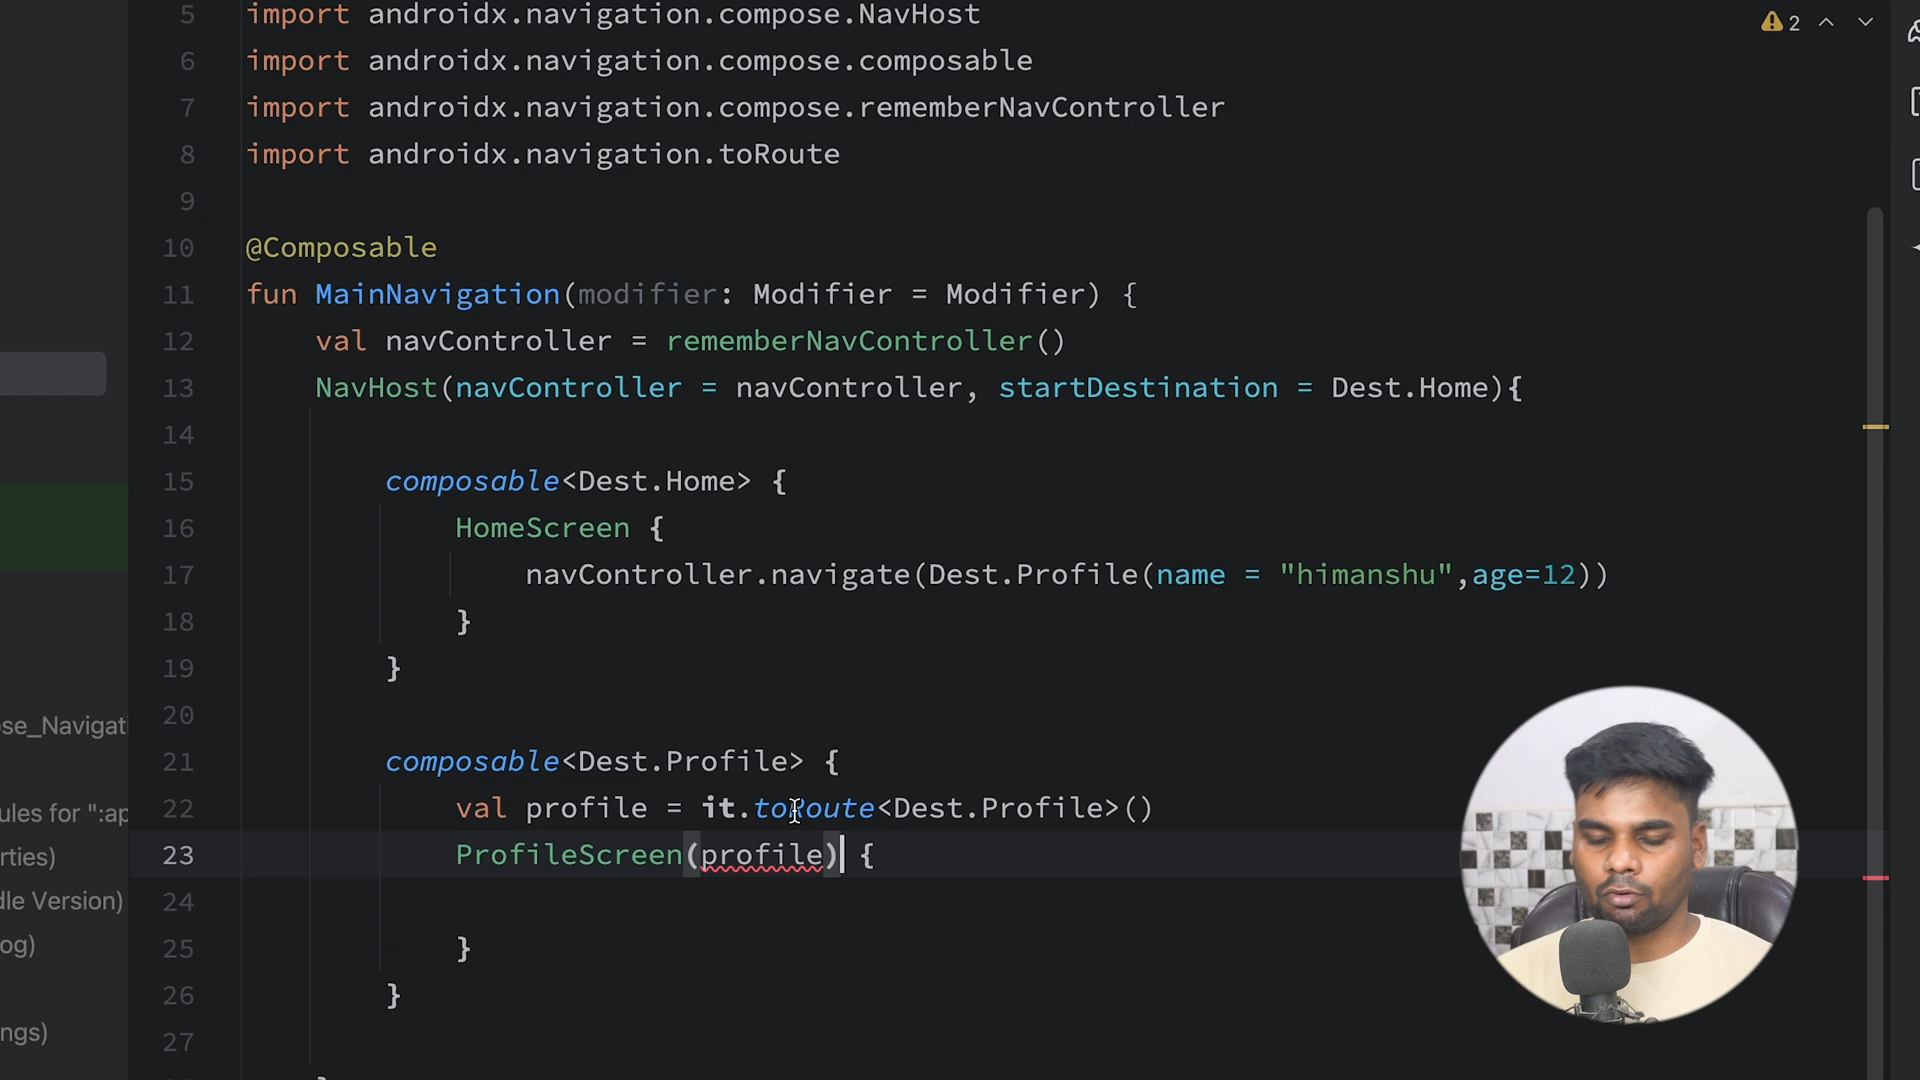 5 import androidx.navigation.compose.NavHost
2
6 import androidx.navigation.compose.composable
7 import androidx.navigation.compose.rememberNavController
8 import androidx.navigation.toRoute
9
10 @Composable
11 fun MainNavigation(modifier: Modifier = Modifier) {
12 val navController = rememberNavController()
13 NavHost(navController = navController, startDestination = Dest.Home){
14
15 composable<Dest.Home> {
16 HomeScreen {
17 navController.navigate(Dest.Profile(name = "himanshu",age=12))
18 }
19 }
20
21 composable<Dest.Profile> {
22 val profile = it.toRoute<Dest.Profile>()
23 ProfileScreen(profile) {
24
25 }
26 }
27
se_Navigati
ules for ":ap
rties)
dle Version)
og)
ngs)